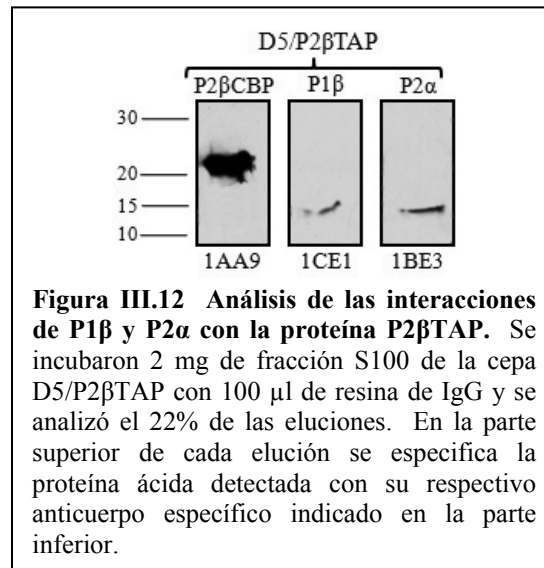 D5/P2βTAP
P2βCBP P1β P2α
30
20
15
10
1AA9 1CE1 1BE3
Figura III.12 Análisis de las interacciones
de P1β y P2α con la proteína P2βTAP. Se
incubaron 2 mg de fracción S100 de la cepa
D5/P2βTAP con 100 µl de resina de IgG y se
analizó el 22% de las eluciones. En la parte
superior de cada elución se especifica la
proteína ácida detectada con su respectivo
anticuerpo específico indicado en la parte
inferior.